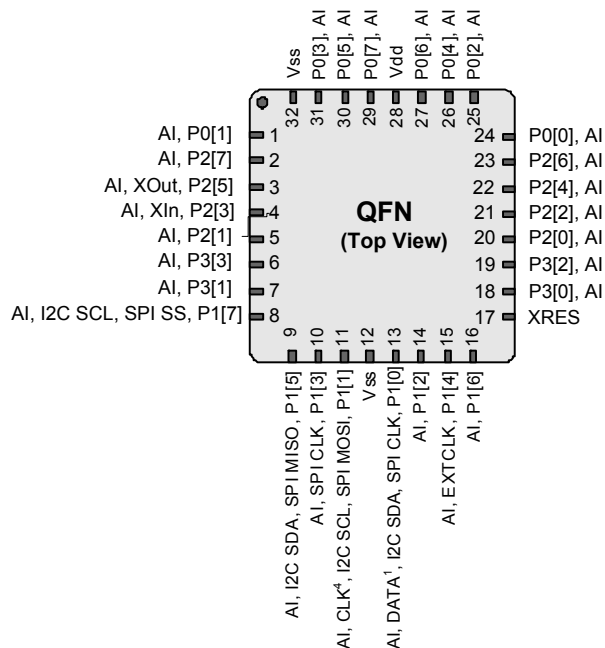 Vss
P0[3], AI
P0[5], AI
P0[7], AI
Vdd
P0[6], AI
P0[4], AI
P0[2], AI
32
31
30
29
28
27
26
25
AI, P0[1]
AI, P2[7]
AI, XOut, P2[5]
AI, XIn, P2[3]
AI, P2[1]
AI, P3[3]
AI, P3[1]
AI, I2C SCL, SPI SS, P1[7]
1
2
3
4
5
6
7
8
QFN
(Top View)
24
23
22
21
20
19
18
17
P0[0], AI
P2[6], AI
P2[4], AI
P2[2], AI
P2[0], AI
P3[2], AI
P3[0], AI
XRES
9
10
11
12
13
14
15
16
AI, I2C SDA, SPI MISO, P1[5]
AI, SPI CLK, P1[3]
AI, CLK⁴, I2C SCL, SPI MOSI, P1[1]
Vss
AI, DATA¹, I2C SDA, SPI CLK, P1[0]
AI, P1[2]
AI, EXTCLK, P1[4]
AI, P1[6]